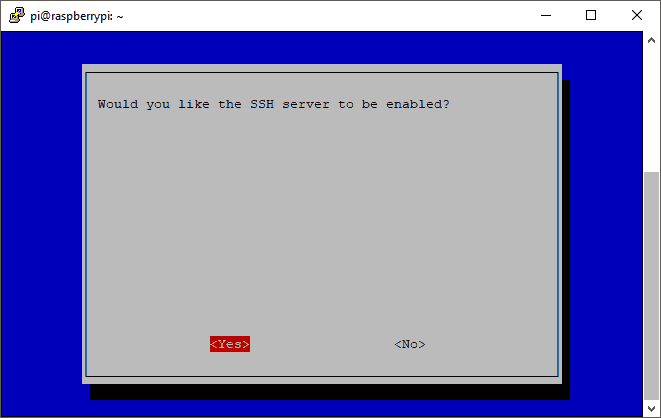 pi@raspberrypi: ~
Would you like the SSH server to be enabled?
<Yes> <No>